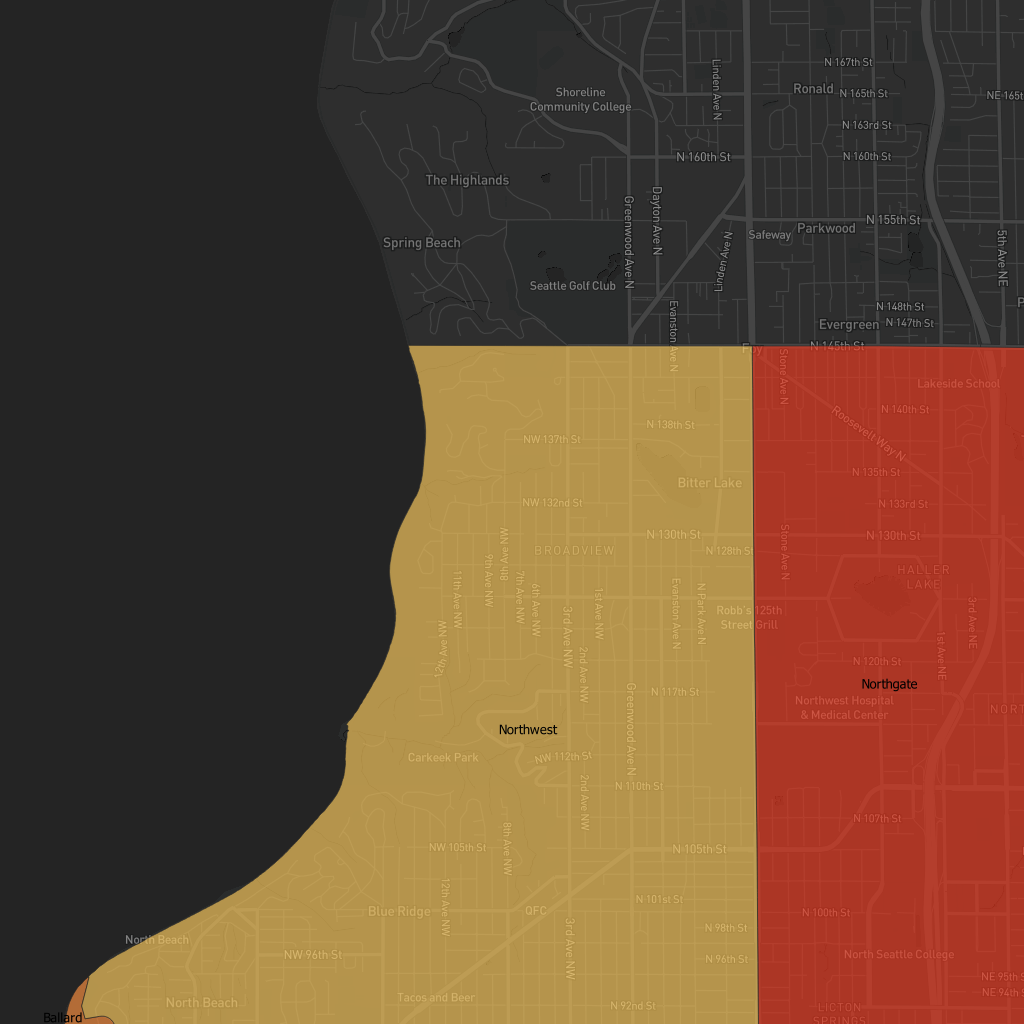 N 167th St
Linden Ave N
Shoreline
Community College
Ronald
N 165th St
NE 165t
N 163rd St
N 160th St
N 160th St
The Highlands
Greenwood Ave N
Dayton Ave N
N 155th St
Parkwood
Safeway
Spring Beach
Linden Ave N
5th Ave NE
Seattle Golf Club
P
N 148th St
Evanston Ave N
Evergreen
N 147th St
N 145th St
Stone Ave N
Lakeside School
N 140th St
Roosevelt Way N
N 138th St
NW 137th St
N 135th St
Bitter Lake
NW 132nd St
N 133rd St
N 130th St
N 130th St
8th Ave NW
BROADVIEW
N 128th St
Stone Ave N
9th Ave NW
11th Ave NW
7th Ave NW
6th Ave NW
1st Ave NW
3rd Ave NW
Evanston Ave N
N Park Ave N
HALLER
LAKE
Robb's 125th
Street Grill
3rd Ave NE
12th Ave NW
2nd Ave NW
1st Ave NE
N 120th St
Northgate
N 117th St
Northwest Hospital
& Medical Center
NORT
Greenwood Ave N
Northwest
Carkeek Park
NW 112th St
2nd Ave NW
N 110th St
N 107th St
8th Ave NW
NW 105th St
N 105th St
12th Ave NW
N 101st St
Blue Ridge
QFC
N 100th St
3rd Ave NW
N 98th St
North Beach
NW 96th St
N 96th St
North Seattle College
NE 95th S
NE 94th S
North Beach
Tacos and Beer
N 92nd St
LICTON
SPRINGS
Ballard